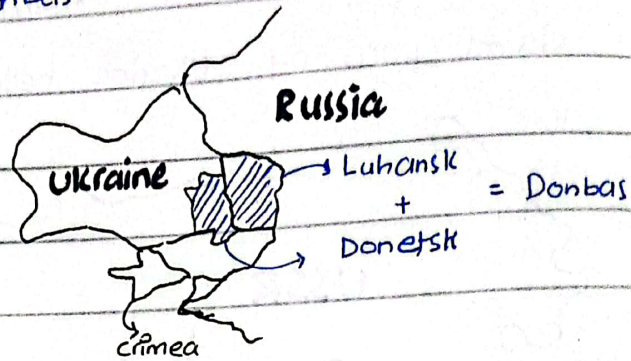 Russia
Ukraine
Luhansk
+
Donetsk
= Donbas
Crimea